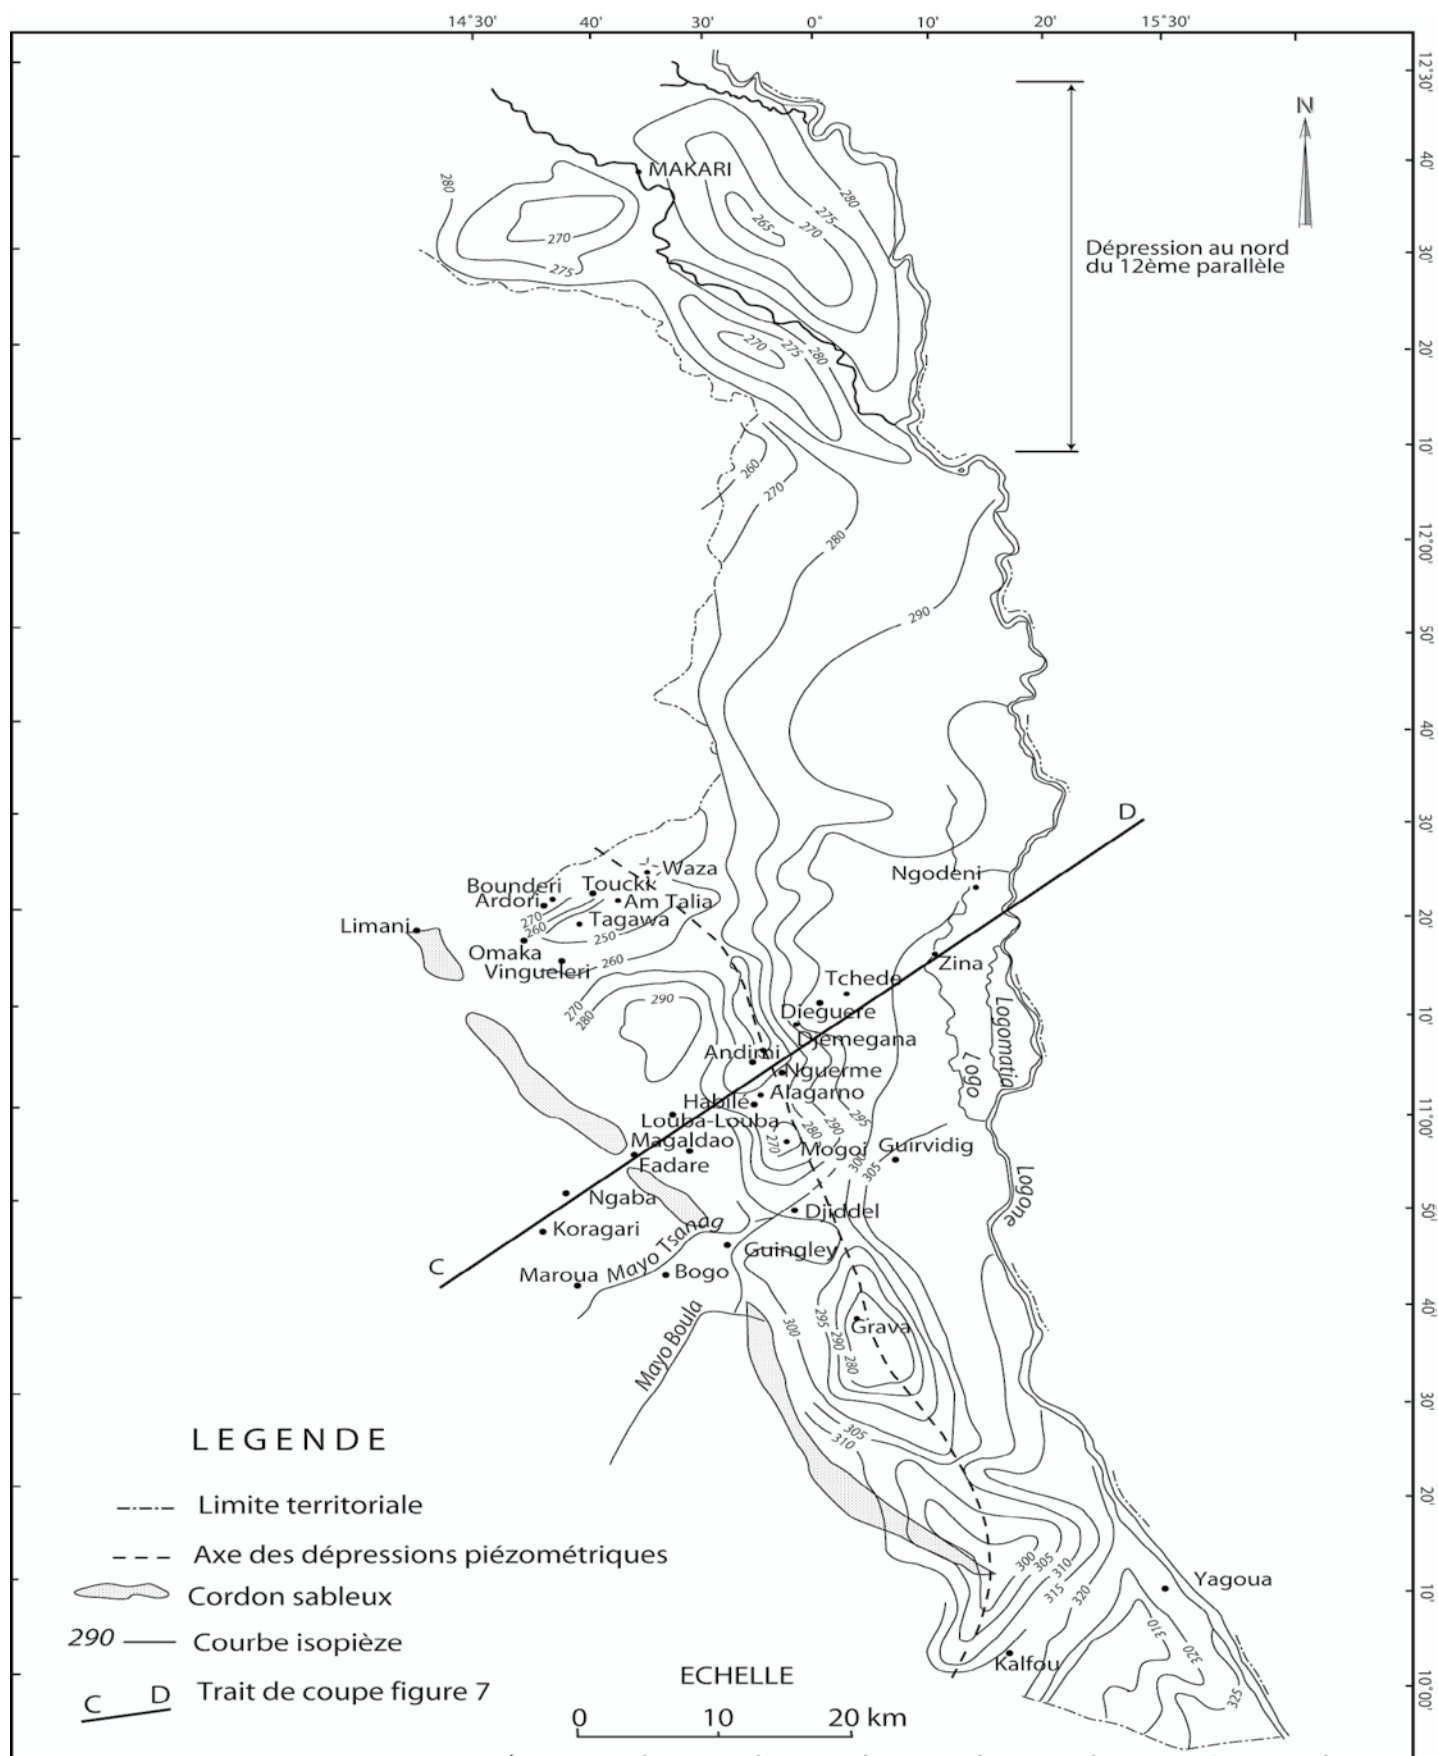 14°30' 40' 30' 0° 10' 20' 15°30'
12°30'
N
40'
MAKARI
280
280
275
270
265
270
275
Dépression au nord
du 12ème parallèle
30'
20'
270
275
280
10'
260
270
280
12°00'
290
50'
40'
D
30'
Waza
Ngodeni
Bounderi
Touckk
Ardori
Am Talia
270
Tagawa
20'
Limani
260
250
Omaka
260
Vingueleri
Zina
Tchede
270
280
290
Dieguere
10'
Djemegana
Logomatia
Andimi
Nguerme
Logo
Alagarno
Habilé
295
Louba-Louba
290
11°00'
280
Magaldao
270
Mogoi
Guirvidig
Fadare
300
305
Ngaba
Logone
50'
Djiddel
Koragari
Mayo Tsanag
Guingley
C
Maroua
Bogo
40'
300
295
Grava
290
280
Mayo Boula
30'
305
310
LEGENDE
20'
Limite territoriale
300
305
310
Axe des dépressions piézométriques
315
320
Yagoua
10'
Cordon sableux
310
290
Courbe isopièze
320
Kalfou
ECHELLE
325
10°00'
C D Trait de coupe figure 7
0 10 20 km